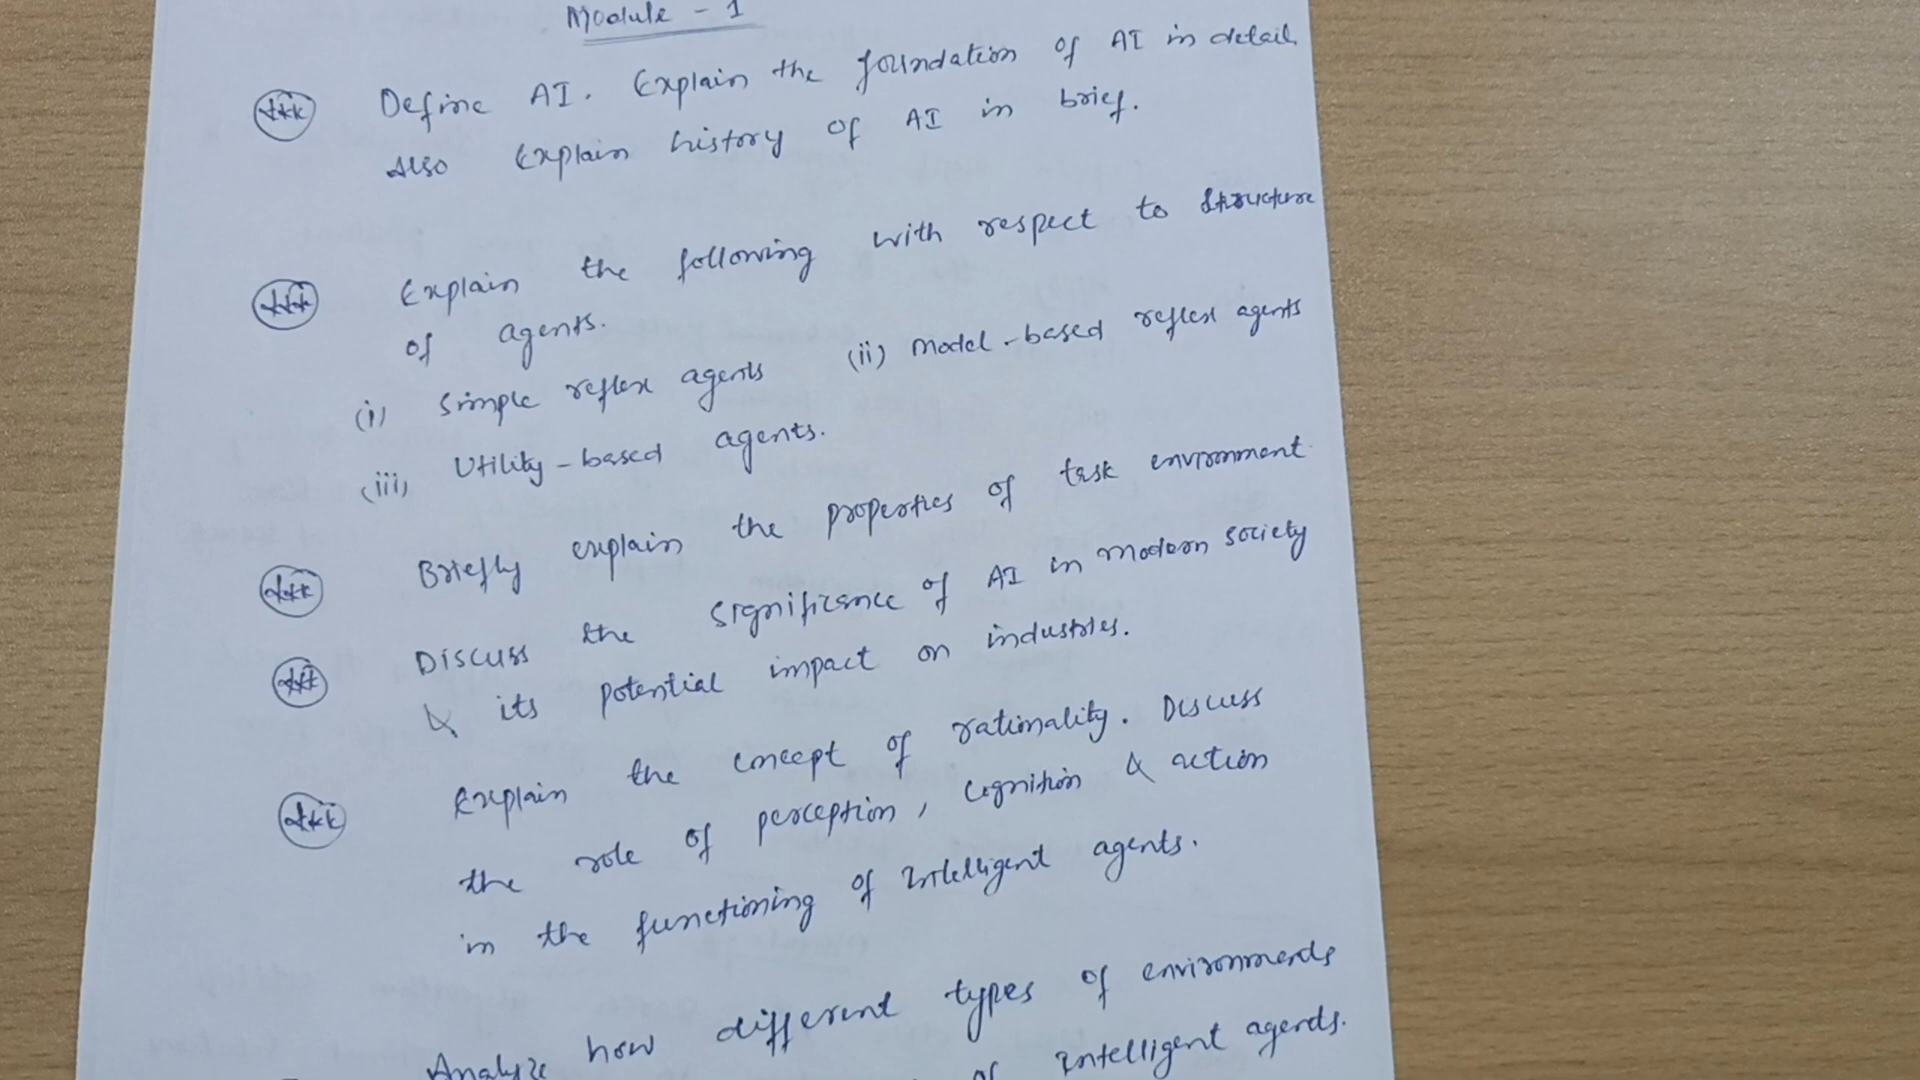 Module - 1
*** Define AI. Explain the foundation of AI in detail.
Also Explain history of AI in brief.
*** Explain the following with respect to structure
of agents.
(i) Simple reflex agents (ii) Model-based reflex agents
(iii) Utility-based agents.
*** Briefly explain the properties of task environment.
*** Discuss the significance of AI in modern society
& its potential impact on industries.
*** Explain the concept of rationality. Discuss
the role of perception, cognition & action
in the functioning of Intelligent agents.
Analyze how different types of environments
of Intelligent agents.